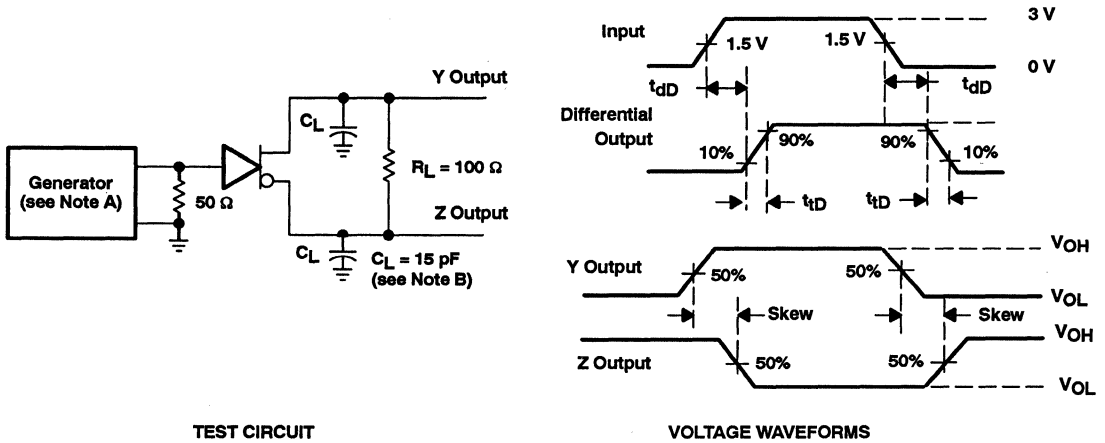 Y Output
C_L
R_L = 100 Ω
Generator
(see Note A)
50 Ω
Z Output
C_L
C_L = 15 pF
(see Note B)
TEST CIRCUIT
Input
3 V
1.5 V
1.5 V
0 V
t_dD
t_dD
Differential
Output
90%
90%
10%
10%
t_tD
t_tD
Y Output
V_OH
50%
50%
V_OL
Skew
Skew
V_OH
Z Output
50%
50%
V_OL
VOLTAGE WAVEFORMS